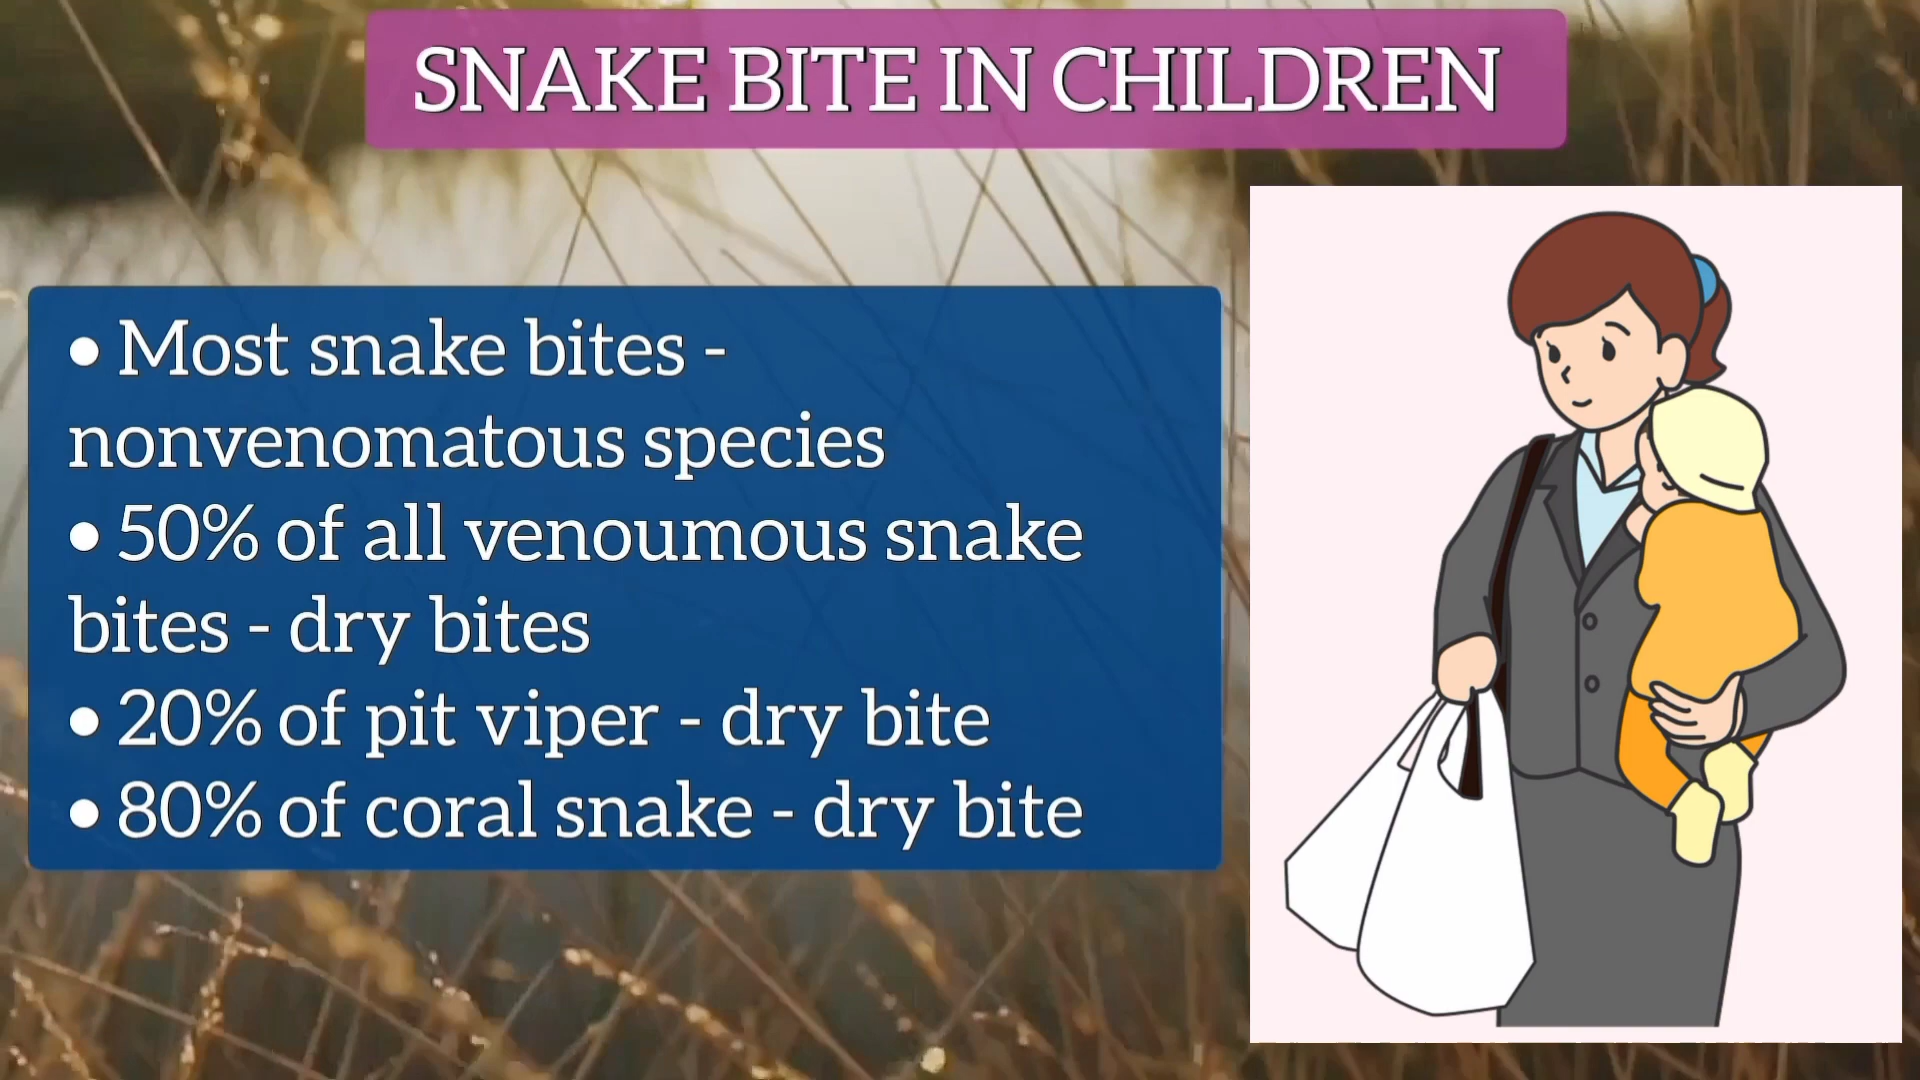 SNAKE BITE IN CHILDREN
• Most snake bites -
nonvenomatous species
• 50% of all venoumous snake
bites - dry bites
• 20% of pit viper - dry bite
• 80% of coral snake - dry bite